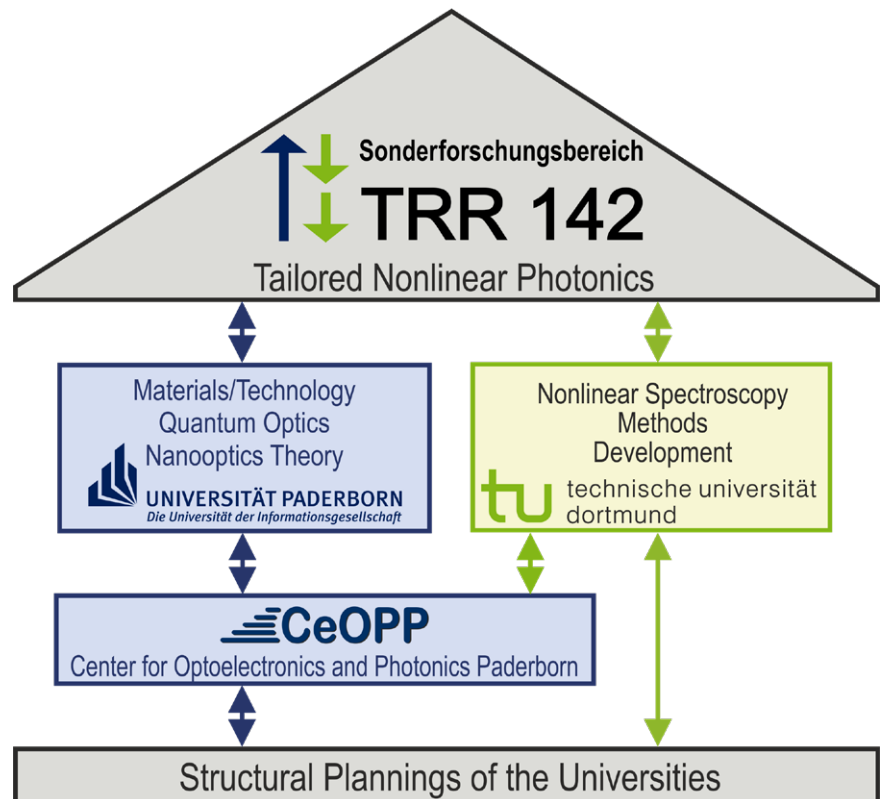 Sonderforschungsbereich
TRR 142
Tailored Nonlinear Photonics
Materials/Technology
Quantum Optics
Nanooptics Theory
UNIVERSITÄT PADERBORN
Die Universität der Informationsgesellschaft
Nonlinear Spectroscopy
Methods
Development
tu technische universität
dortmund
CeOPP
Center for Optoelectronics and Photonics Paderborn
Structural Plannings of the Universities